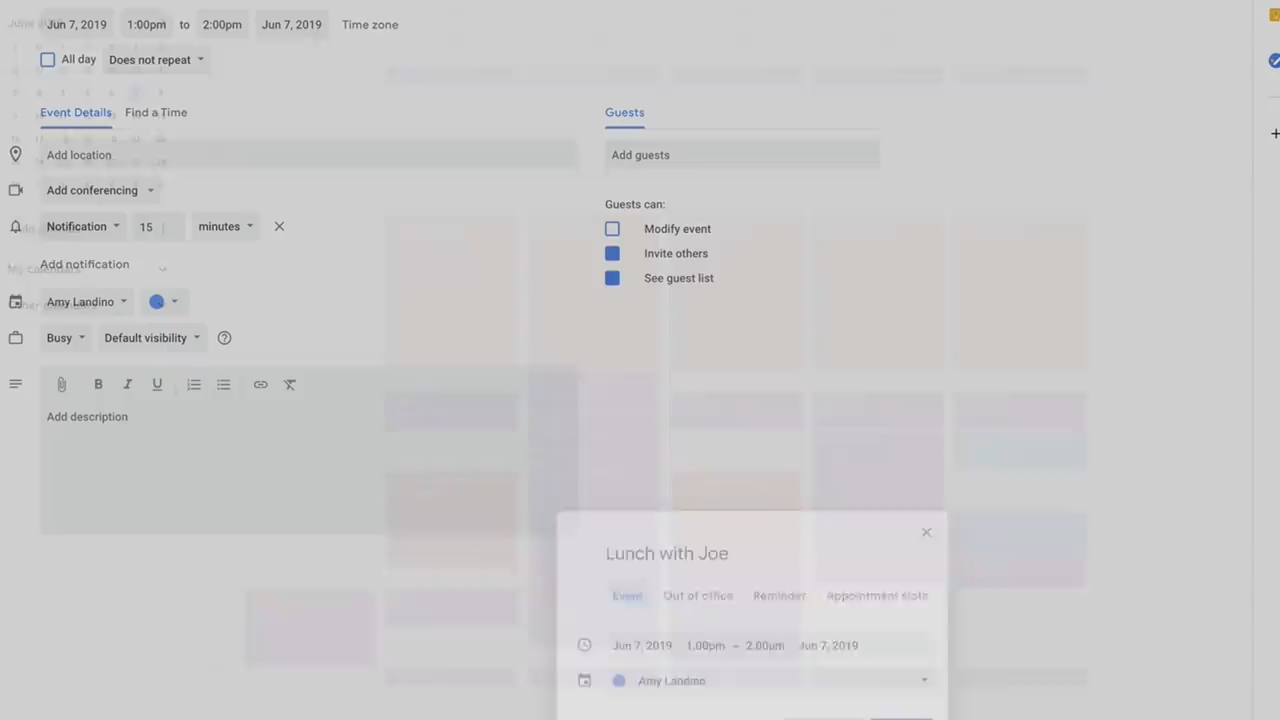 Jun 7, 2019 1:00pm to 2:00pm Jun 7, 2019 Time zone
All day Does not repeat
Event Details Find a Time
Guests
Add location
Add guests
Add conferencing
Guests can:
Notification 15 minutes
Modify event
Invite others
Add notification
See guest list
Amy Landino
Busy Default visibility
B I U
Add description
Lunch with Joe
Event Out of office Reminder Appointment slots
Jun 7, 2019 1:00pm – 2:00pm Jun 7, 2019
Amy Landino